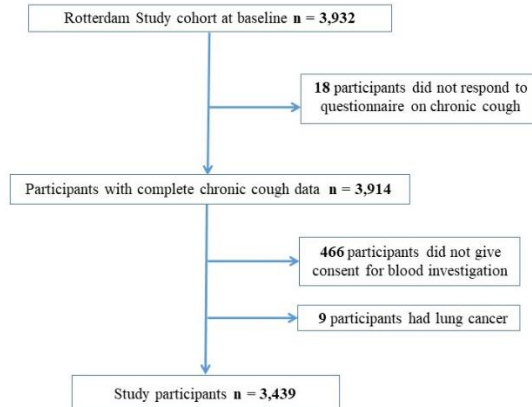 Rotterdam Study cohort at baseline n = 3,932
18 participants did not respond to
questionnaire on chronic cough
Participants with complete chronic cough data n = 3,914
466 participants did not give
consent for blood investigation
9 participants had lung cancer
Study participants n = 3,439